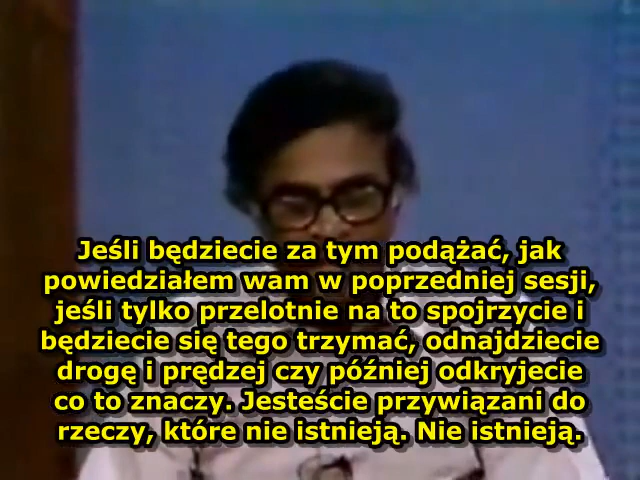 Jeśli będziecie za tym podążać, jak
powiedziałem wam w poprzedniej sesji,
jeśli tylko przelotnie na to spojrzycie i
będziecie się tego trzymać, odnajdziecie
drogę i prędzej czy później odkryjecie
co to znaczy. Jesteście przywiązani do
rzeczy, które nie istnieją. Nie istnieją.